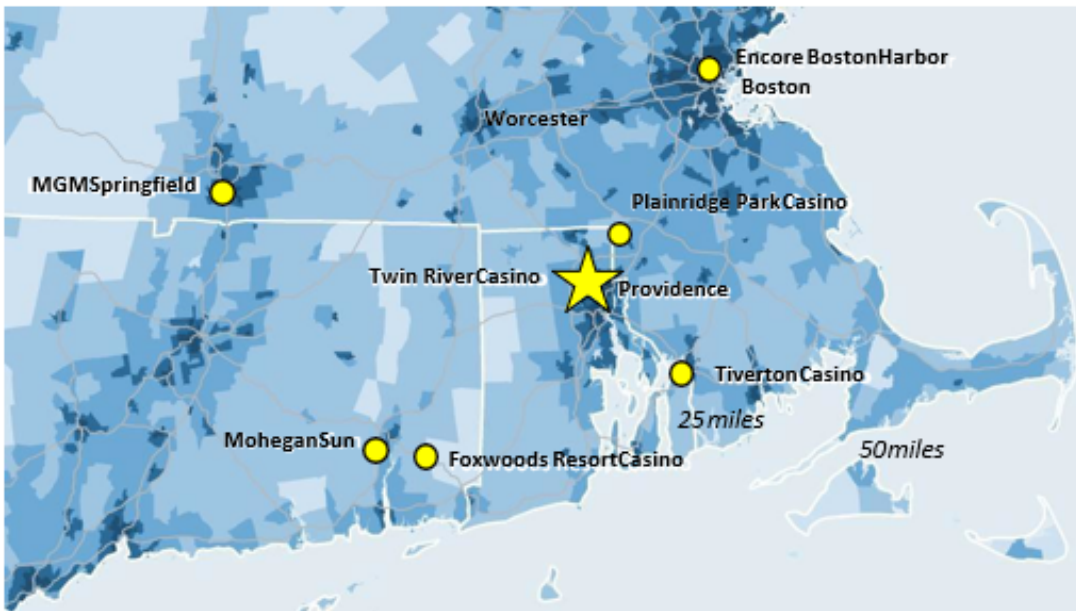 Encore BostonHarbor
Boston
Worcester
MGMSpringfield
Plainridge ParkCasino
Twin RiverCasino
Providence
TivertonCasino
25miles
MoheganSun
50miles
Foxwoods ResortCasino